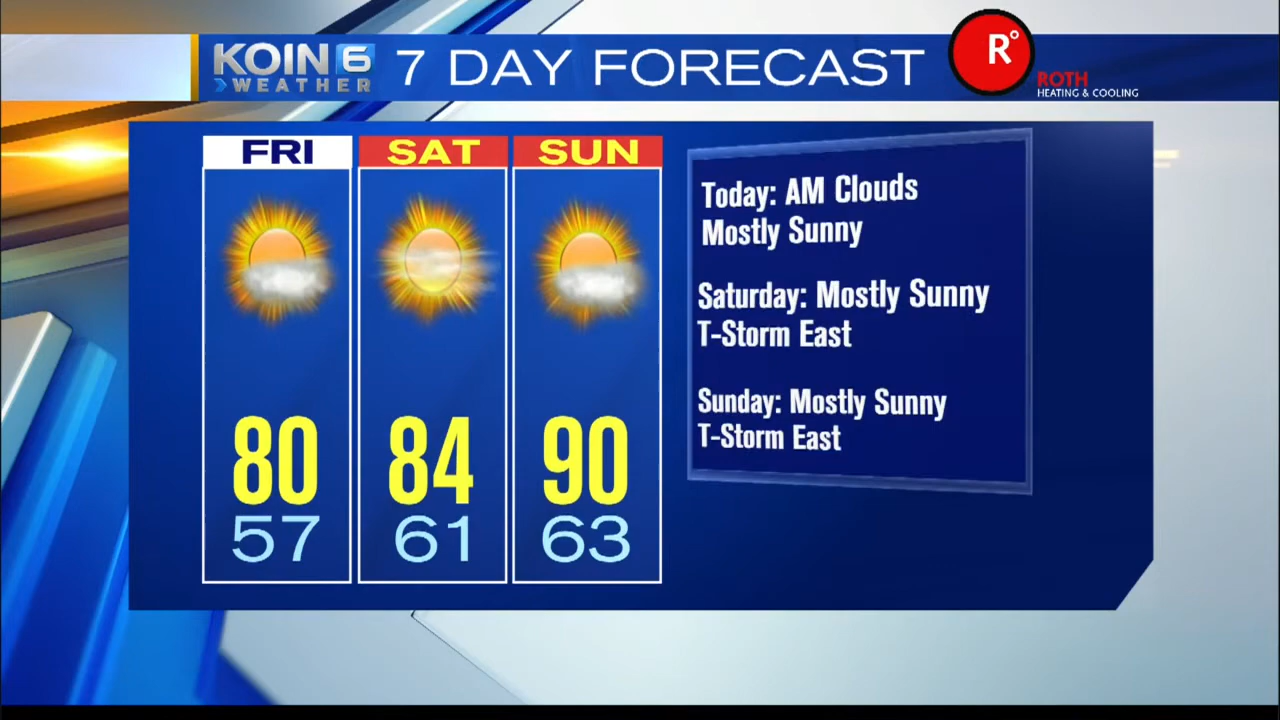 KOIN 6
WEATHER
7 DAY FORECAST
R°
ROTH
HEATING & COOLING
FRI
SAT
SUN
80
84
90
57
61
63
Today: AM Clouds
Mostly Sunny
Saturday: Mostly Sunny
T-Storm East
Sunday: Mostly Sunny
T-Storm East